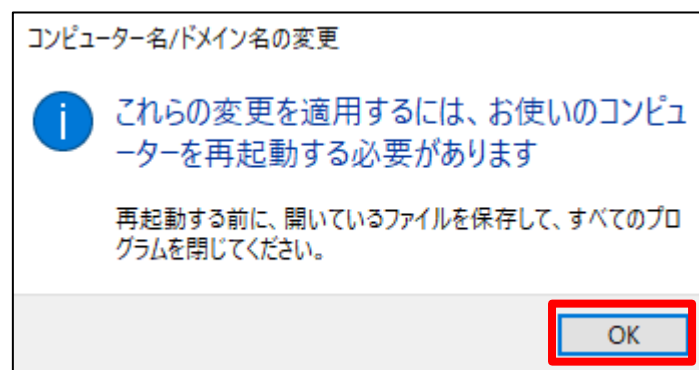 コンピューター名/ドメイン名の変更
これらの変更を適用するには、お使いのコンピュ
ーターを再起動する必要があります
再起動する前に、開いているファイルを保存して、すべてのプロ
グラムを閉じてください。
OK